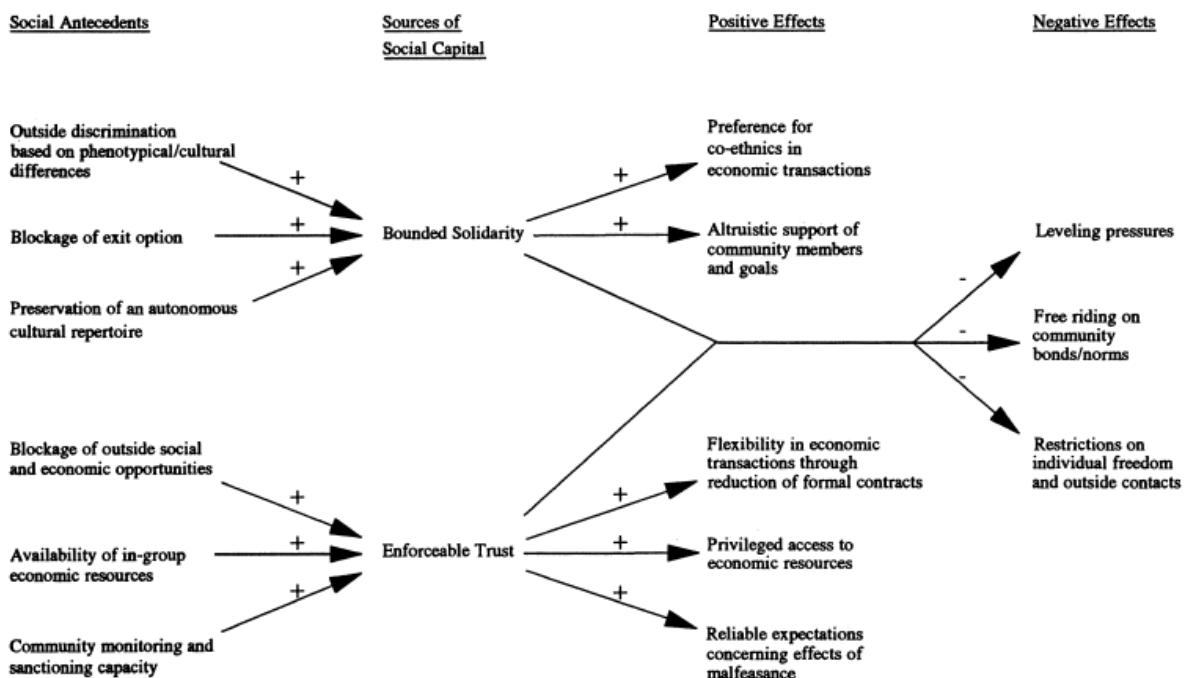 Social Antecedents
Sources of
Social Capital
Positive Effects
Negative Effects
Outside discrimination
based on phenotypical/cultural
differences
+
Blockage of exit option
+
Preservation of an autonomous
cultural repertoire
+
Bounded Solidarity
+
Preference for
co-ethnics in
economic transactions
+
Altruistic support of
community members
and goals
-
Leveling pressures
-
Free riding on
community
bonds/norms
-
Restrictions on
individual freedom
and outside contacts
Blockage of outside social
and economic opportunities
+
Availability of in-group
economic resources
+
Community monitoring and
sanctioning capacity
+
Enforceable Trust
+
Flexibility in economic
transactions through
reduction of formal contracts
+
Privileged access to
economic resources
+
Reliable expectations
concerning effects of
malfeasance